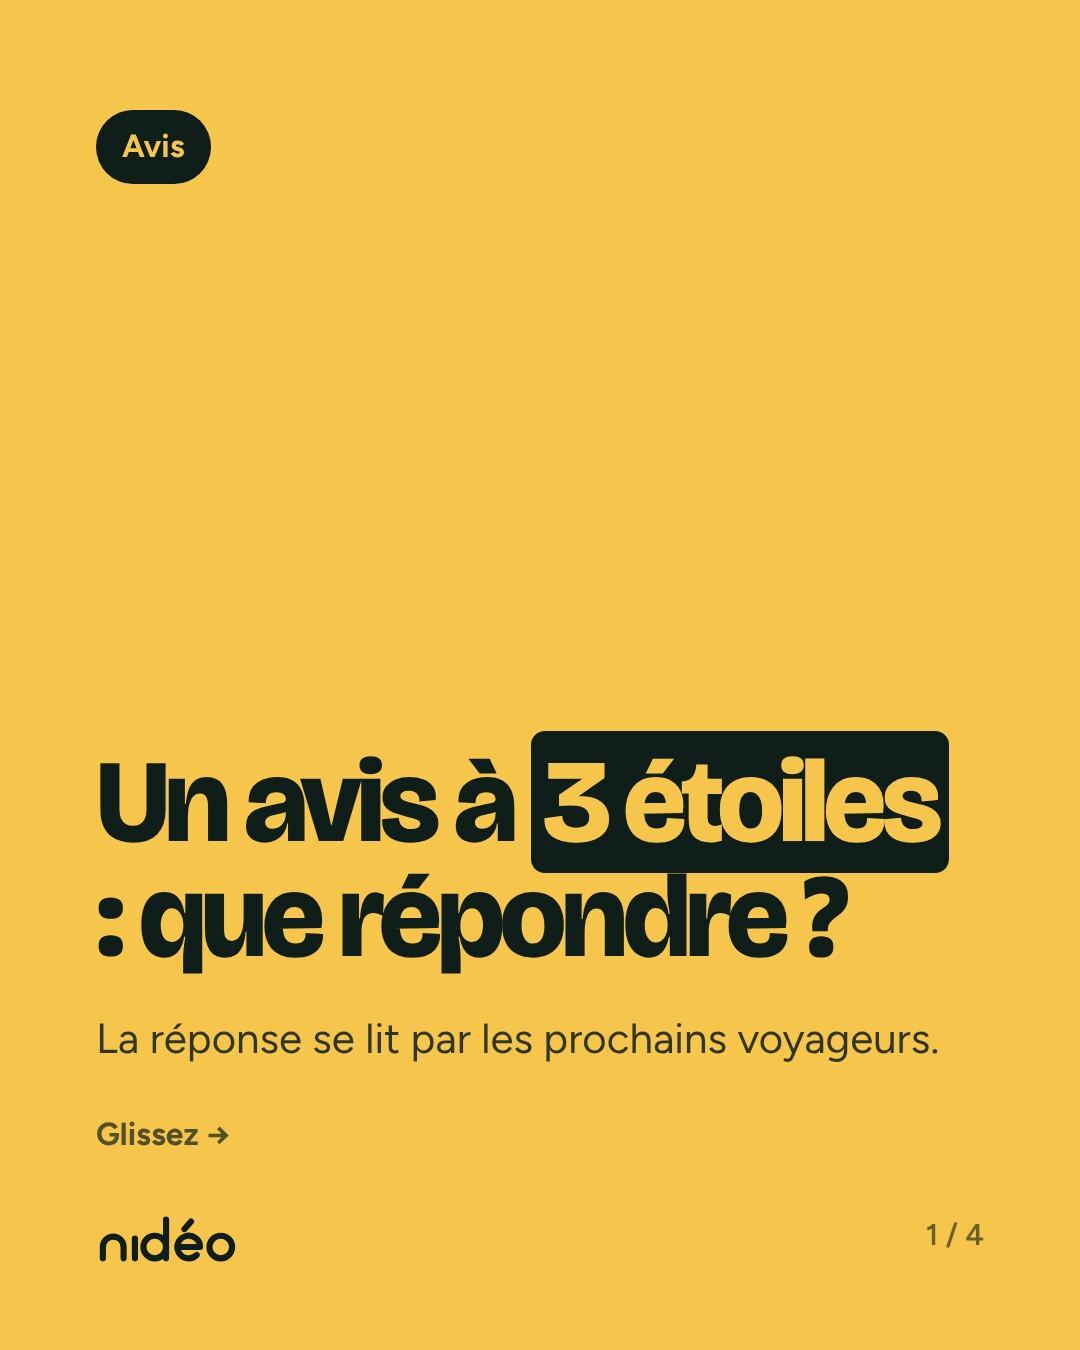 Avis
Un avis à 3 étoiles
: que répondre ?
La réponse se lit par les prochains voyageurs.
Glissez →
nidéo
1 / 4